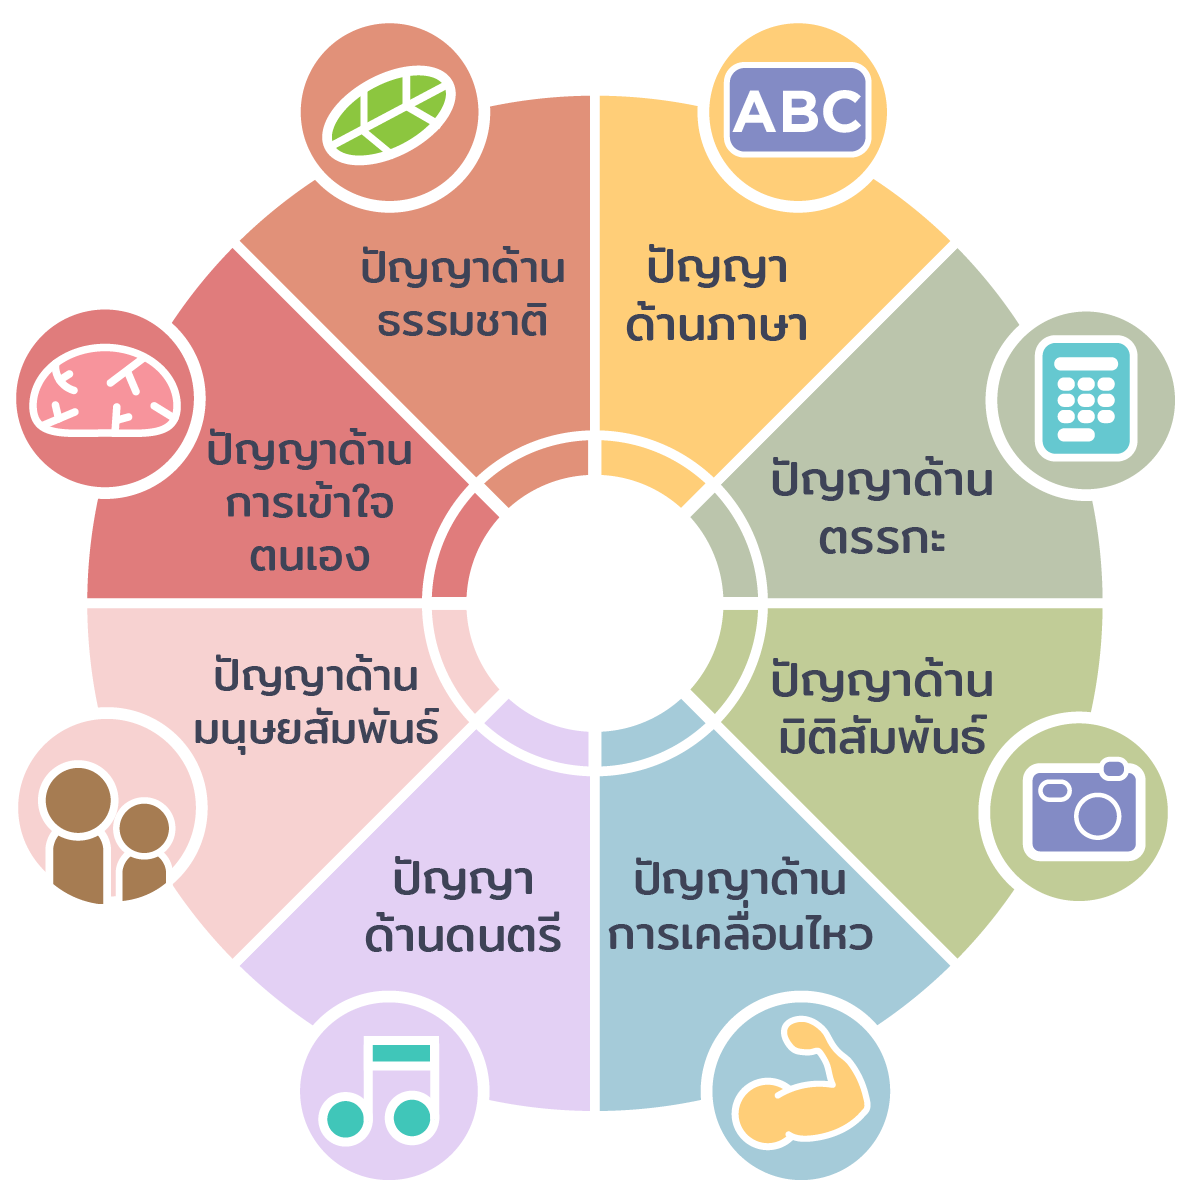 ABC
ปัญญาด้าน
ธรรมชาติ
ปัญญา
ด้านภาษา
ปัญญาด้าน
การเข้าใจ
ตนเอง
ปัญญาด้าน
ตรรกะ
ปัญญาด้าน
มนุษยสัมพันธ์
ปัญญาด้าน
มิติสัมพันธ์
ปัญญา
ด้านดนตรี
ปัญญาด้าน
การเคลื่อนไหว